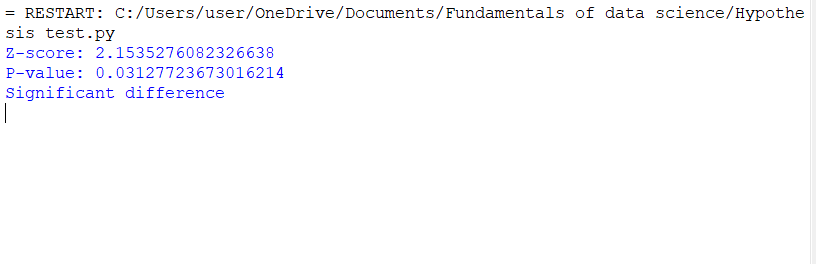 = RESTART: C:/Users/user/OneDrive/Documents/Fundamentals of data science/Hypothe
sis test.py
Z-score: 2.1535276082326638
P-value: 0.03127723673016214
Significant difference